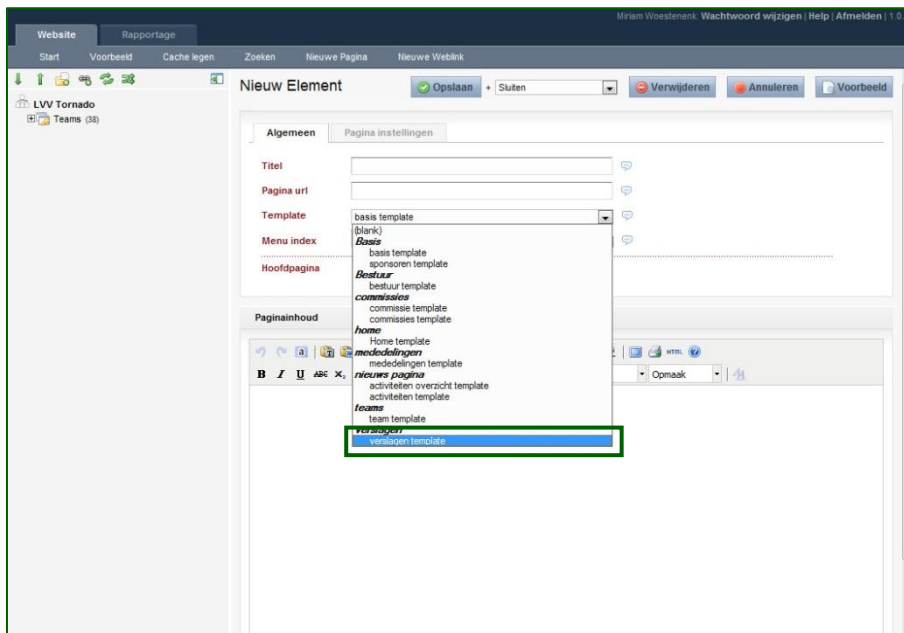 Miriam Woestenenk: Wachtwoord wijzigen | Help | Afmelden | 1.0.
Website Rapportage
Start Voorbeeld Cache legen Zoeken Nieuwe Pagina Nieuwe Weblink
LVV Tornado
Teams (38)
Nieuw Element Opslaan + Sluiten Verwijderen Annuleren Voorbeeld
Algemeen Pagina instellingen
Titel
Pagina url
Template basis template
Menu index
Hoofdpagina
(blank)
Basis
basis template
sponsoren template
Bestuur
bestuur template
commissies
commissie template
commissies template
home
Home template
mededelingen
mededelingen template
nieuws pagina
activiteiten overzicht template
activiteiten template
teams
team template
verslagen
verslagen template
Paginainhoud
HTML
B I U ABC X, Opmaak